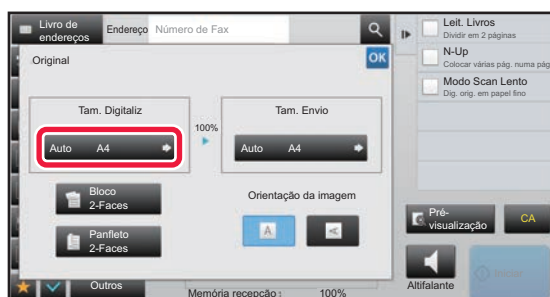 Livro de
endereços
Endereço
Número de Fax
Original
OK
Tam. Digitaliz
Auto A4
100%
Tam. Envio
Auto A4
Bloco
2-Faces
Panfleto
2-Faces
Orientação da imagem
A
A
Leit. Livros
Dividir em 2 páginas
N-Up
Colocar várias pág. numa pág
Modo Scan Lento
Dig. orig. em papel fino
Pré-
visualização
CA
Altifalante
Iniciar
Outros
Memória recepção : 100%